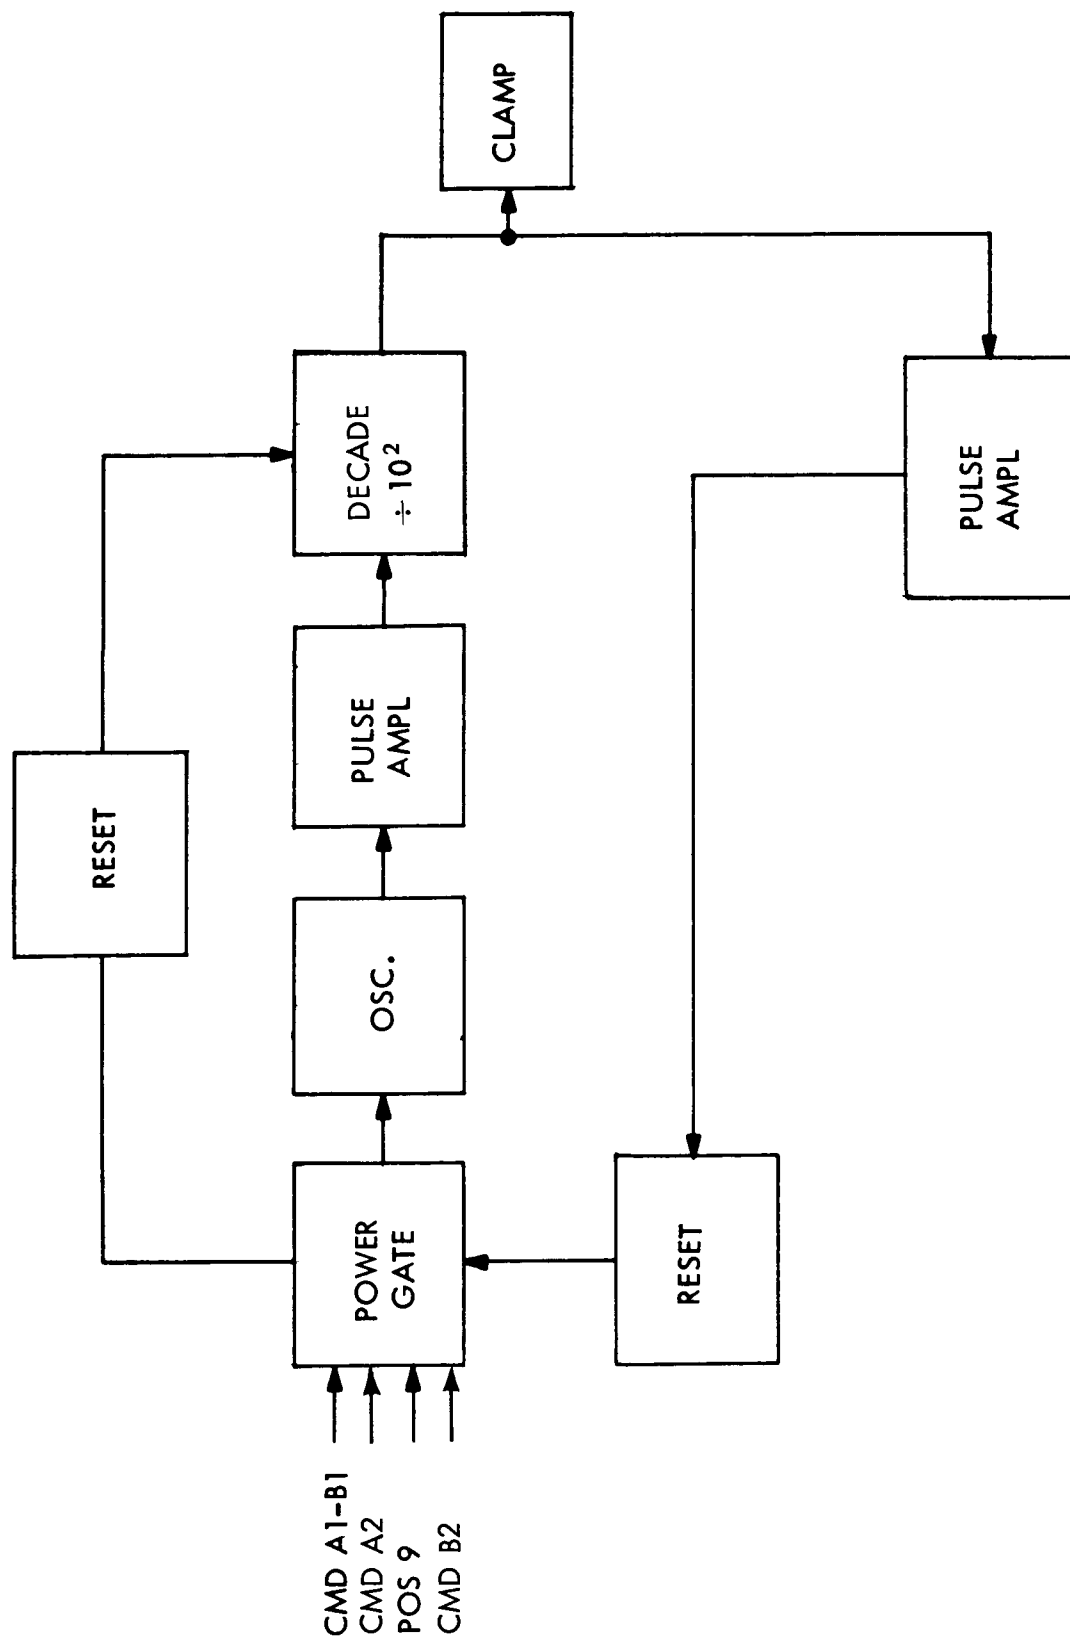 CMD A1-B1
CMD A2
POS 9
CMD B2
POWER
GATE
OSC.
PULSE
AMPL
DECADE
÷ 10²
RESET
CLAMP
RESET
PULSE
AMPL